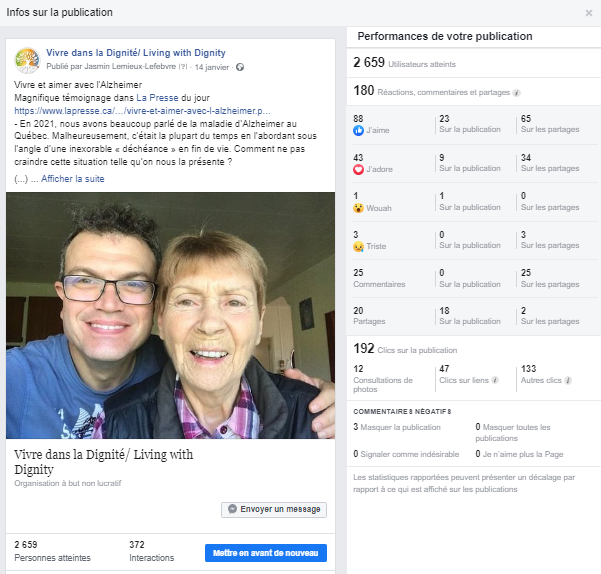 Infos sur la publication
×
Vivre dans la Dignité/ Living with Dignity
Publié par Jasmin Lemieux-Lefebvre [?] · 14 janvier ·
Vivre et aimer avec l'Alzheimer
Magnifique témoignage dans La Presse du jour
https://www.lapresse.ca/.../vivre-et-aimer-avec-l-alzheimer.p...
- En 2021, nous avons beaucoup parlé de la maladie d'Alzheimer au
Québec. Malheureusement, c'était la plupart du temps en l'abordant sous
l'angle d'une inexorable « déchéance » en fin de vie. Comment ne pas
craindre cette situation telle qu'on nous la présente ?
(...) ... Afficher la suite
Vivre dans la Dignité/ Living with
Dignity
Organisation à but non lucratif
Envoyer un message
2 659 372
Personnes atteintes Interactions
Mettre en avant de nouveau
Performances de votre publication
2 659 Utilisateurs atteints
180 Réactions, commentaires et partages i
88 23 65
J'aime Sur la publication Sur les partages
43 9 34
J'adore Sur la publication Sur les partages
1 1 0
Wouah Sur la publication Sur les partages
3 0 3
Triste Sur la publication Sur les partages
25 0 25
Commentaires Sur la publication Sur les partages
20 18 2
Partages Sur la publication Sur les partages
192 Clics sur la publication
12 47 133
Consultations de Clics sur liens i Autres clics i
photos
COMMENTAIRES NÉGATIFS
3 Masquer la publication 0 Masquer toutes les
publications
0 Signaler comme indésirable 0 Je n'aime plus la Page
Les statistiques rapportées peuvent présenter un décalage par
rapport à ce qui est affiché sur les publications